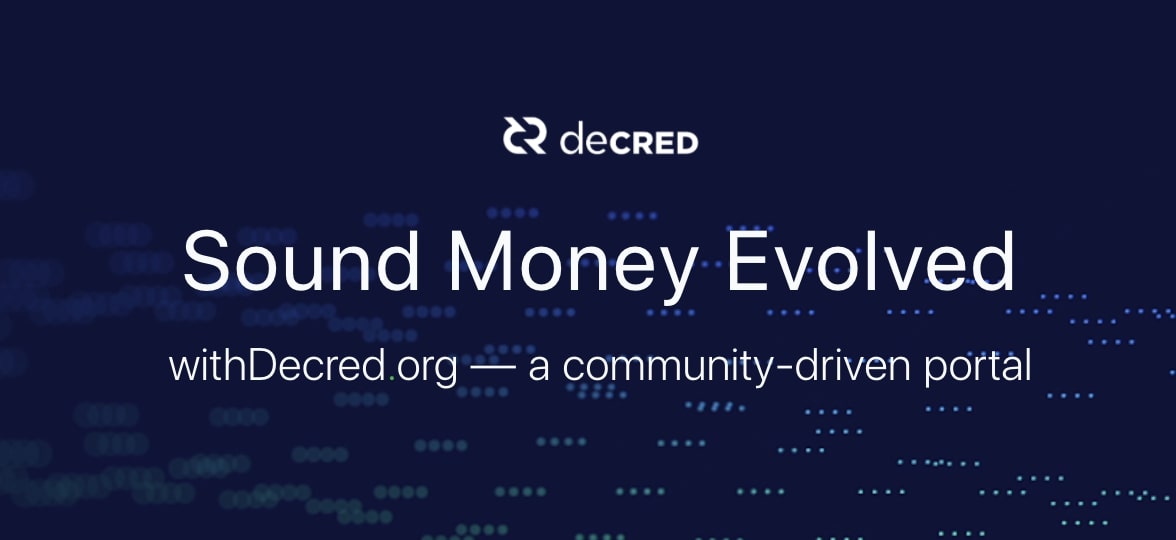 decred
Sound Money Evolved
withDecred.org — a community-driven portal